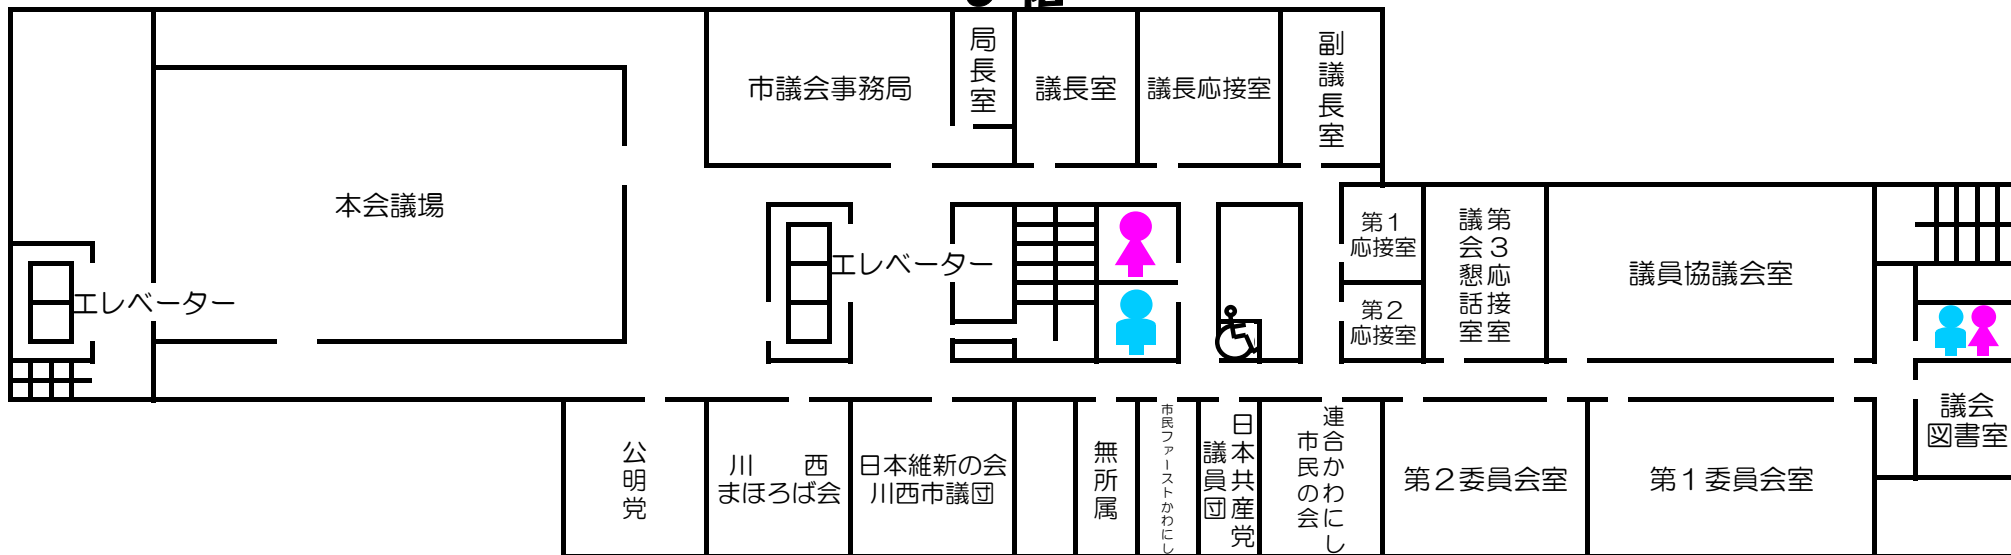 階
市議会事務局
局長室
議長室
議長応接室
副議長室
本会議場
エレベーター
エレベーター
第１
応接室
第２
応接室
第３応接室
議会懇話室
議員協議会室
議会
図書室
公明党
川　西
まほろば会
日本維新の会
川西市議団
無所属
市民ファーストかわにし
日本共産党
議員団
連合かわにし
市民の会
第２委員会室
第１委員会室